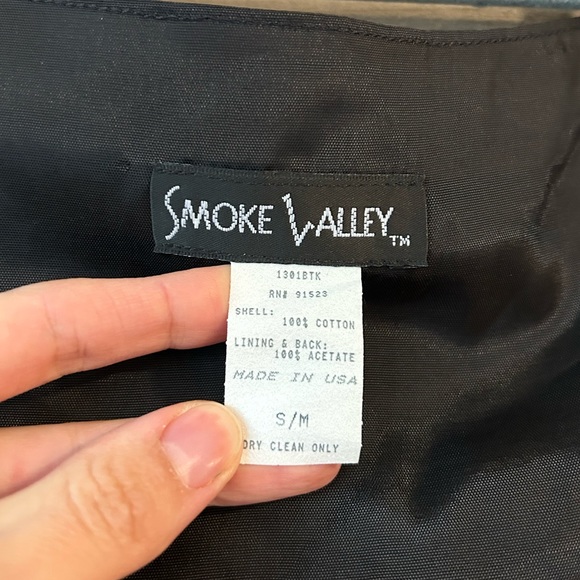 SMOKE VALLEY™
1301BTK
RN# 91523
SHELL:
100% COTTON
LINING & BACK:
100% ACETATE
MADE IN USA
S/M
DRY CLEAN ONLY